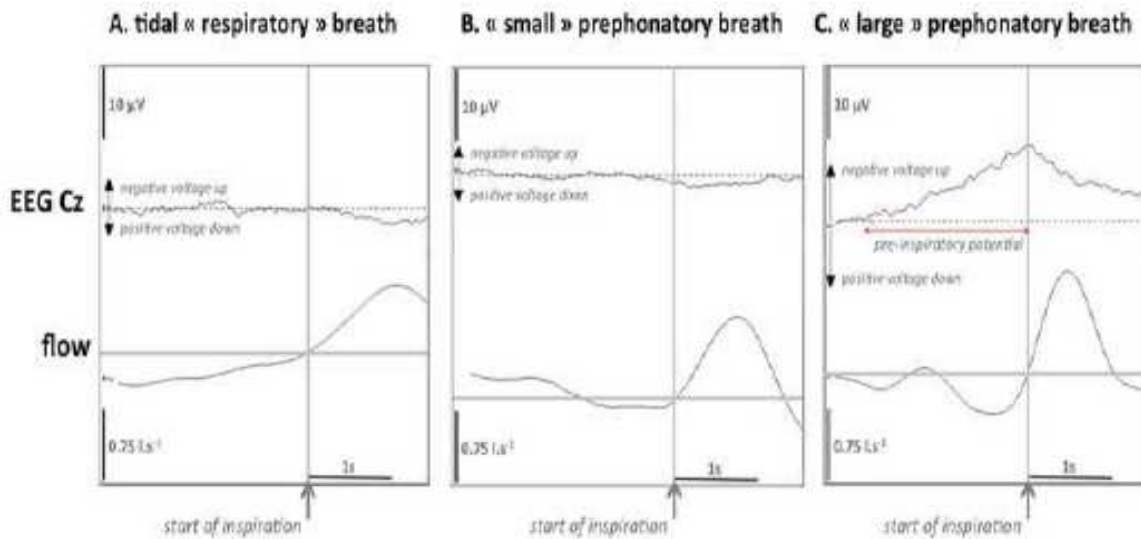 A. tidal « respiratory » breath
B. « small » prephonatory breath
C. « large » prephonatory breath
10 µV
10 µV
10 µV
negative voltage up
negative voltage up
negative voltage up
EEG Cz
positive voltage down
positive voltage down
pre-inspiratory potential
positive voltage down
flow
0.75 l.s⁻¹
0.75 l.s⁻¹
0.75 l.s⁻¹
1s
1s
1s
start of inspiration
start of inspiration
start of inspiration